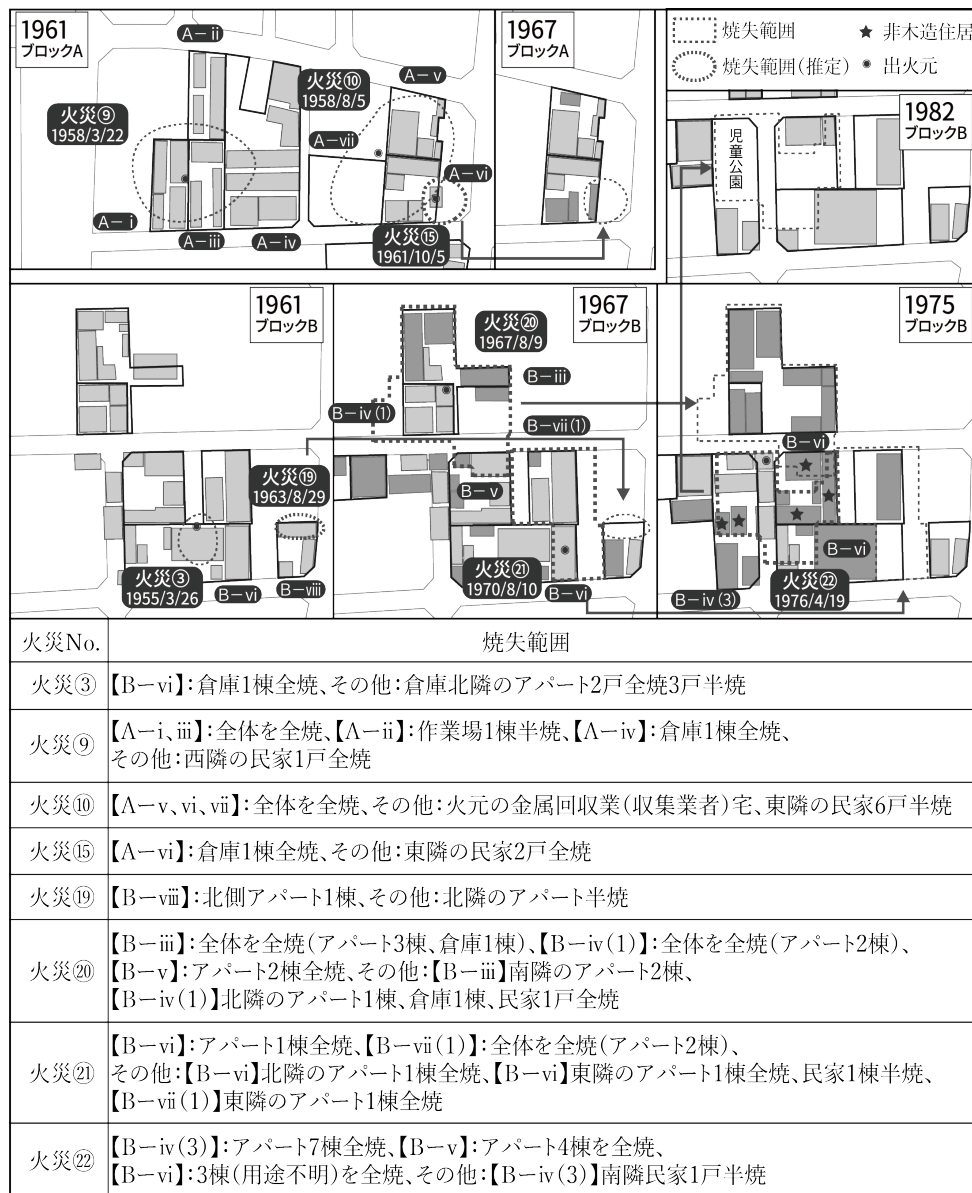 1961
ブロックA
A-ii
火災⑨
1958/3/22
火災⑩
1958/8/5
A-v
A-vii
A-vi
A-i
A-iii
A-iv
火災⑮
1961/10/5
1967
ブロックA
焼失範囲
★ 非木造住居
焼失範囲(推定)
出火元
1982
ブロックB
児童公園
1961
ブロックB
火災⑲
1963/8/29
火災③
1955/3/26
B-vi
B-viii
1967
ブロックB
火災⑳
1967/8/9
B-iii
B-iv(1)
B-vii(1)
B-v
火災㉑
1970/8/10
B-vi
1975
ブロックB
B-vi
B-vi
B-iv(3)
火災㉒
1976/4/19
火災No.
焼失範囲
火災③
【B-vi】:倉庫1棟全焼、その他:倉庫北隣のアパート2戸全焼3戸半焼
火災⑨
【A-i、iii】:全体を全焼、【A-ii】:作業場1棟半焼、【A-iv】:倉庫1棟全焼、
その他:西隣の民家1戸全焼
火災⑩
【A-v、vi、vii】:全体を全焼、その他:火元の金属回収業(収集業者)宅、東隣の民家6戸半焼
火災⑮
【A-vi】:倉庫1棟全焼、その他:東隣の民家2戸全焼
火災⑲
【B-viii】:北側アパート1棟、その他:北隣のアパート半焼
火災⑳
【B-iii】:全体を全焼(アパート3棟、倉庫1棟)、【B-iv(1)】:全体を全焼(アパート2棟)、
【B-v】:アパート2棟全焼、その他:【B-iii】南隣のアパート2棟、
【B-iv(1)】北隣のアパート1棟、倉庫1棟、民家1戸全焼
火災㉑
【B-vi】:アパート1棟全焼、【B-vii(1)】:全体を全焼(アパート2棟)、
その他:【B-vi】北隣のアパート1棟全焼、【B-vi】東隣のアパート1棟全焼、民家1棟半焼、
【B-vii(1)】東隣のアパート1棟全焼
火災㉒
【B-iv(3)】:アパート7棟全焼、【B-v】:アパート4棟を全焼、
【B-vi】:3棟(用途不明)を全焼、その他:【B-iv(3)】南隣民家1戸半焼